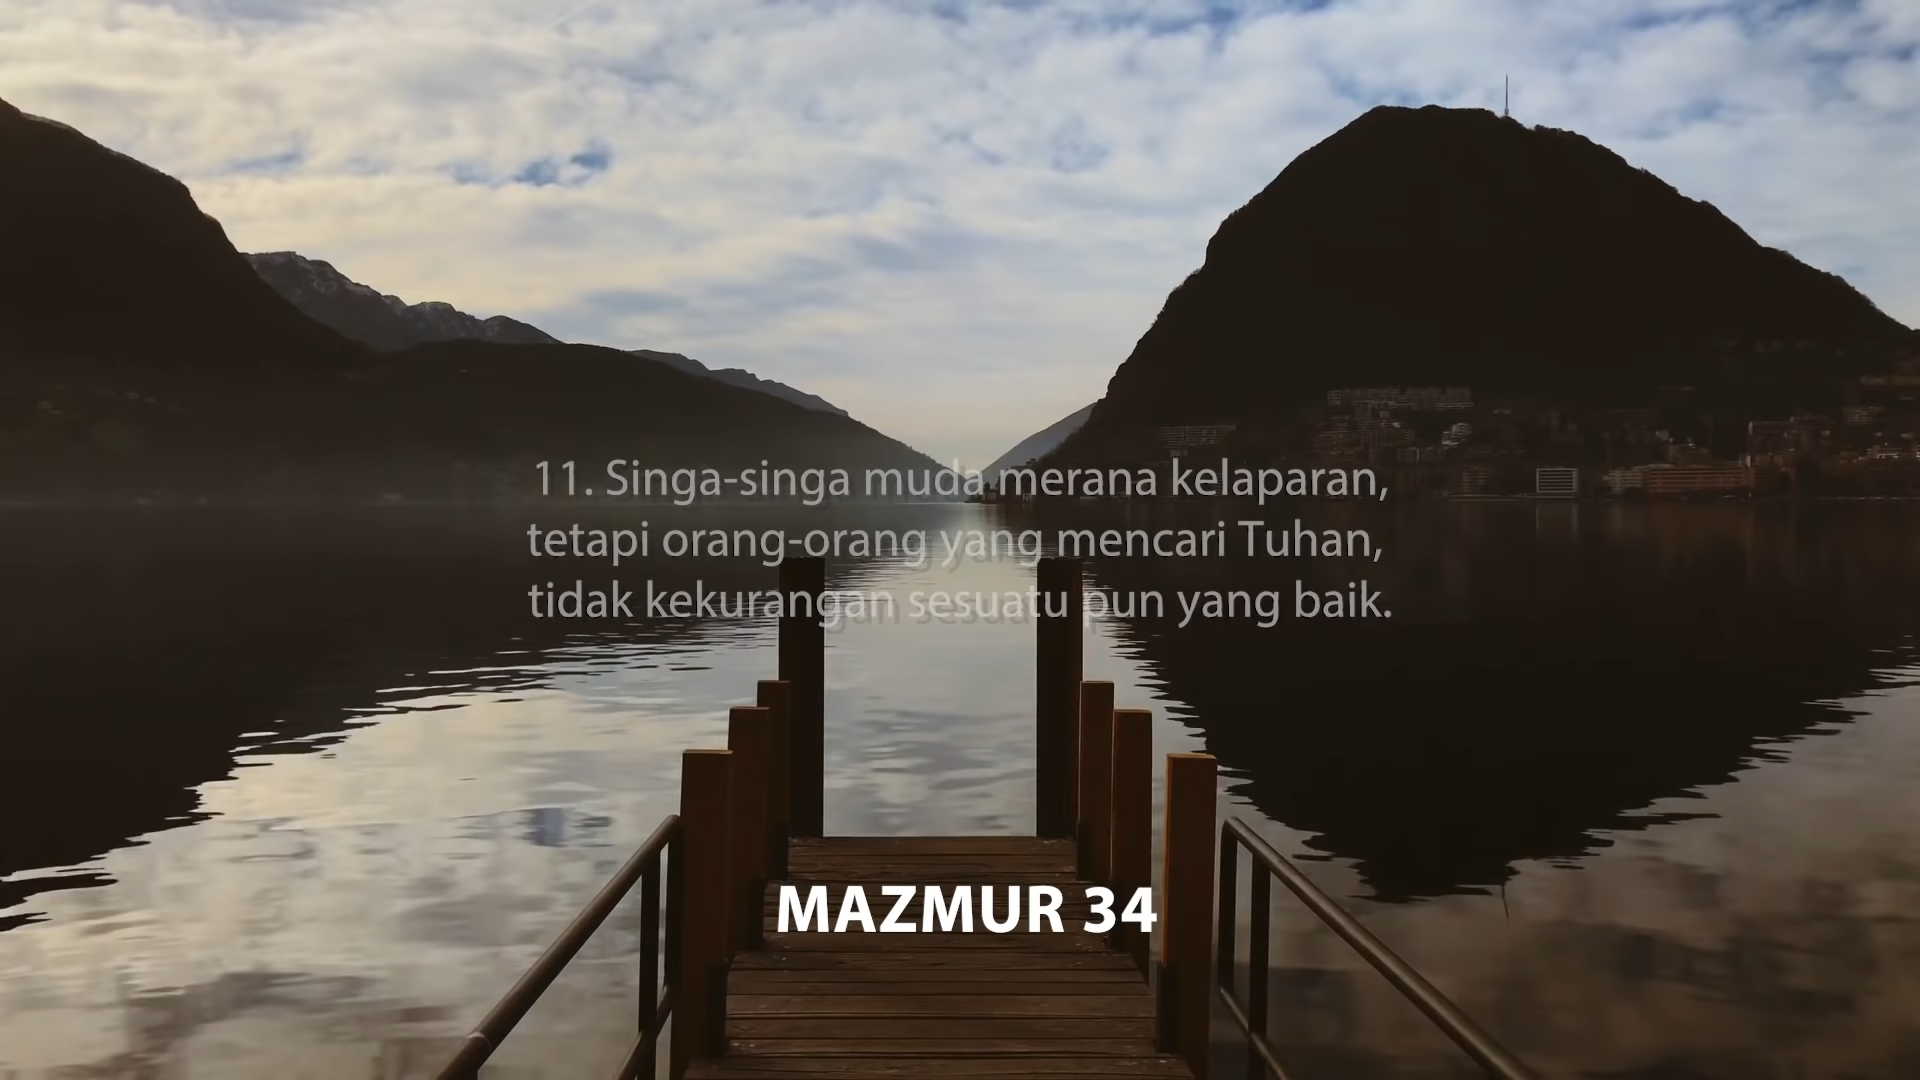 11. Singa-singa muda merana kelaparan,
tetapi orang-orang yang mencari Tuhan,
tidak kekurangan sesuatu pun yang baik.
MAZMUR 34